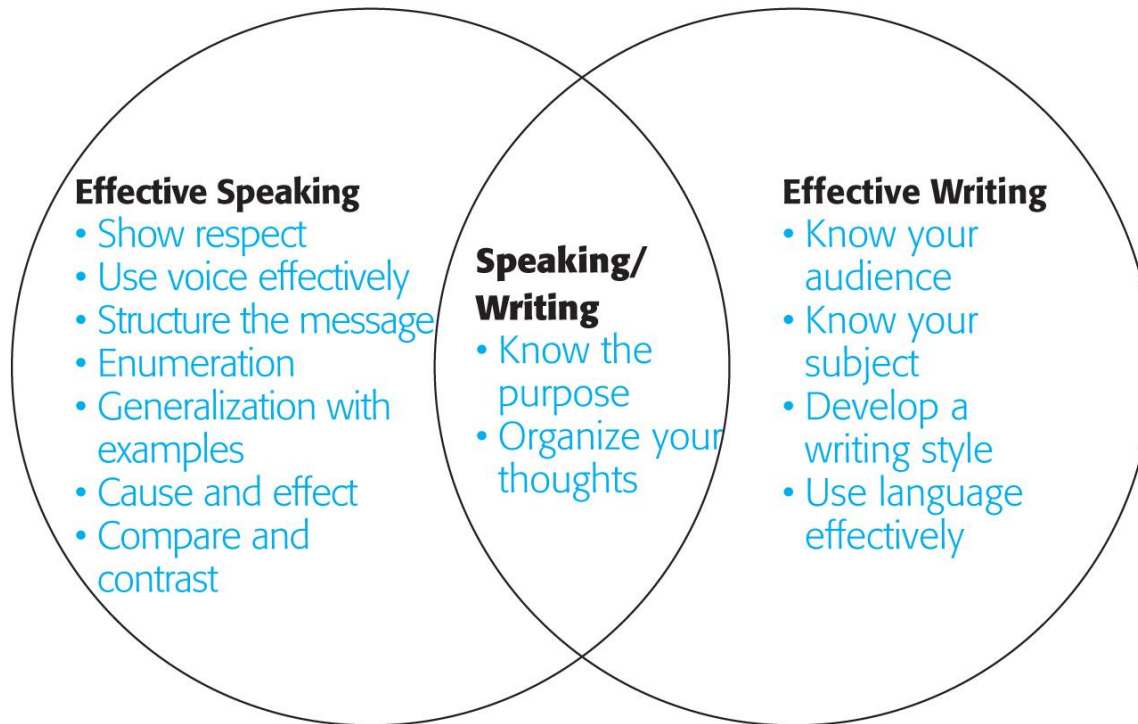 Effective Speaking
• Show respect
• Use voice effectively
• Structure the message
• Enumeration
• Generalization with
examples
• Cause and effect
• Compare and
contrast
Speaking/
Writing
• Know the
purpose
• Organize your
thoughts
Effective Writing
• Know your
audience
• Know your
subject
• Develop a
writing style
• Use language
effectively